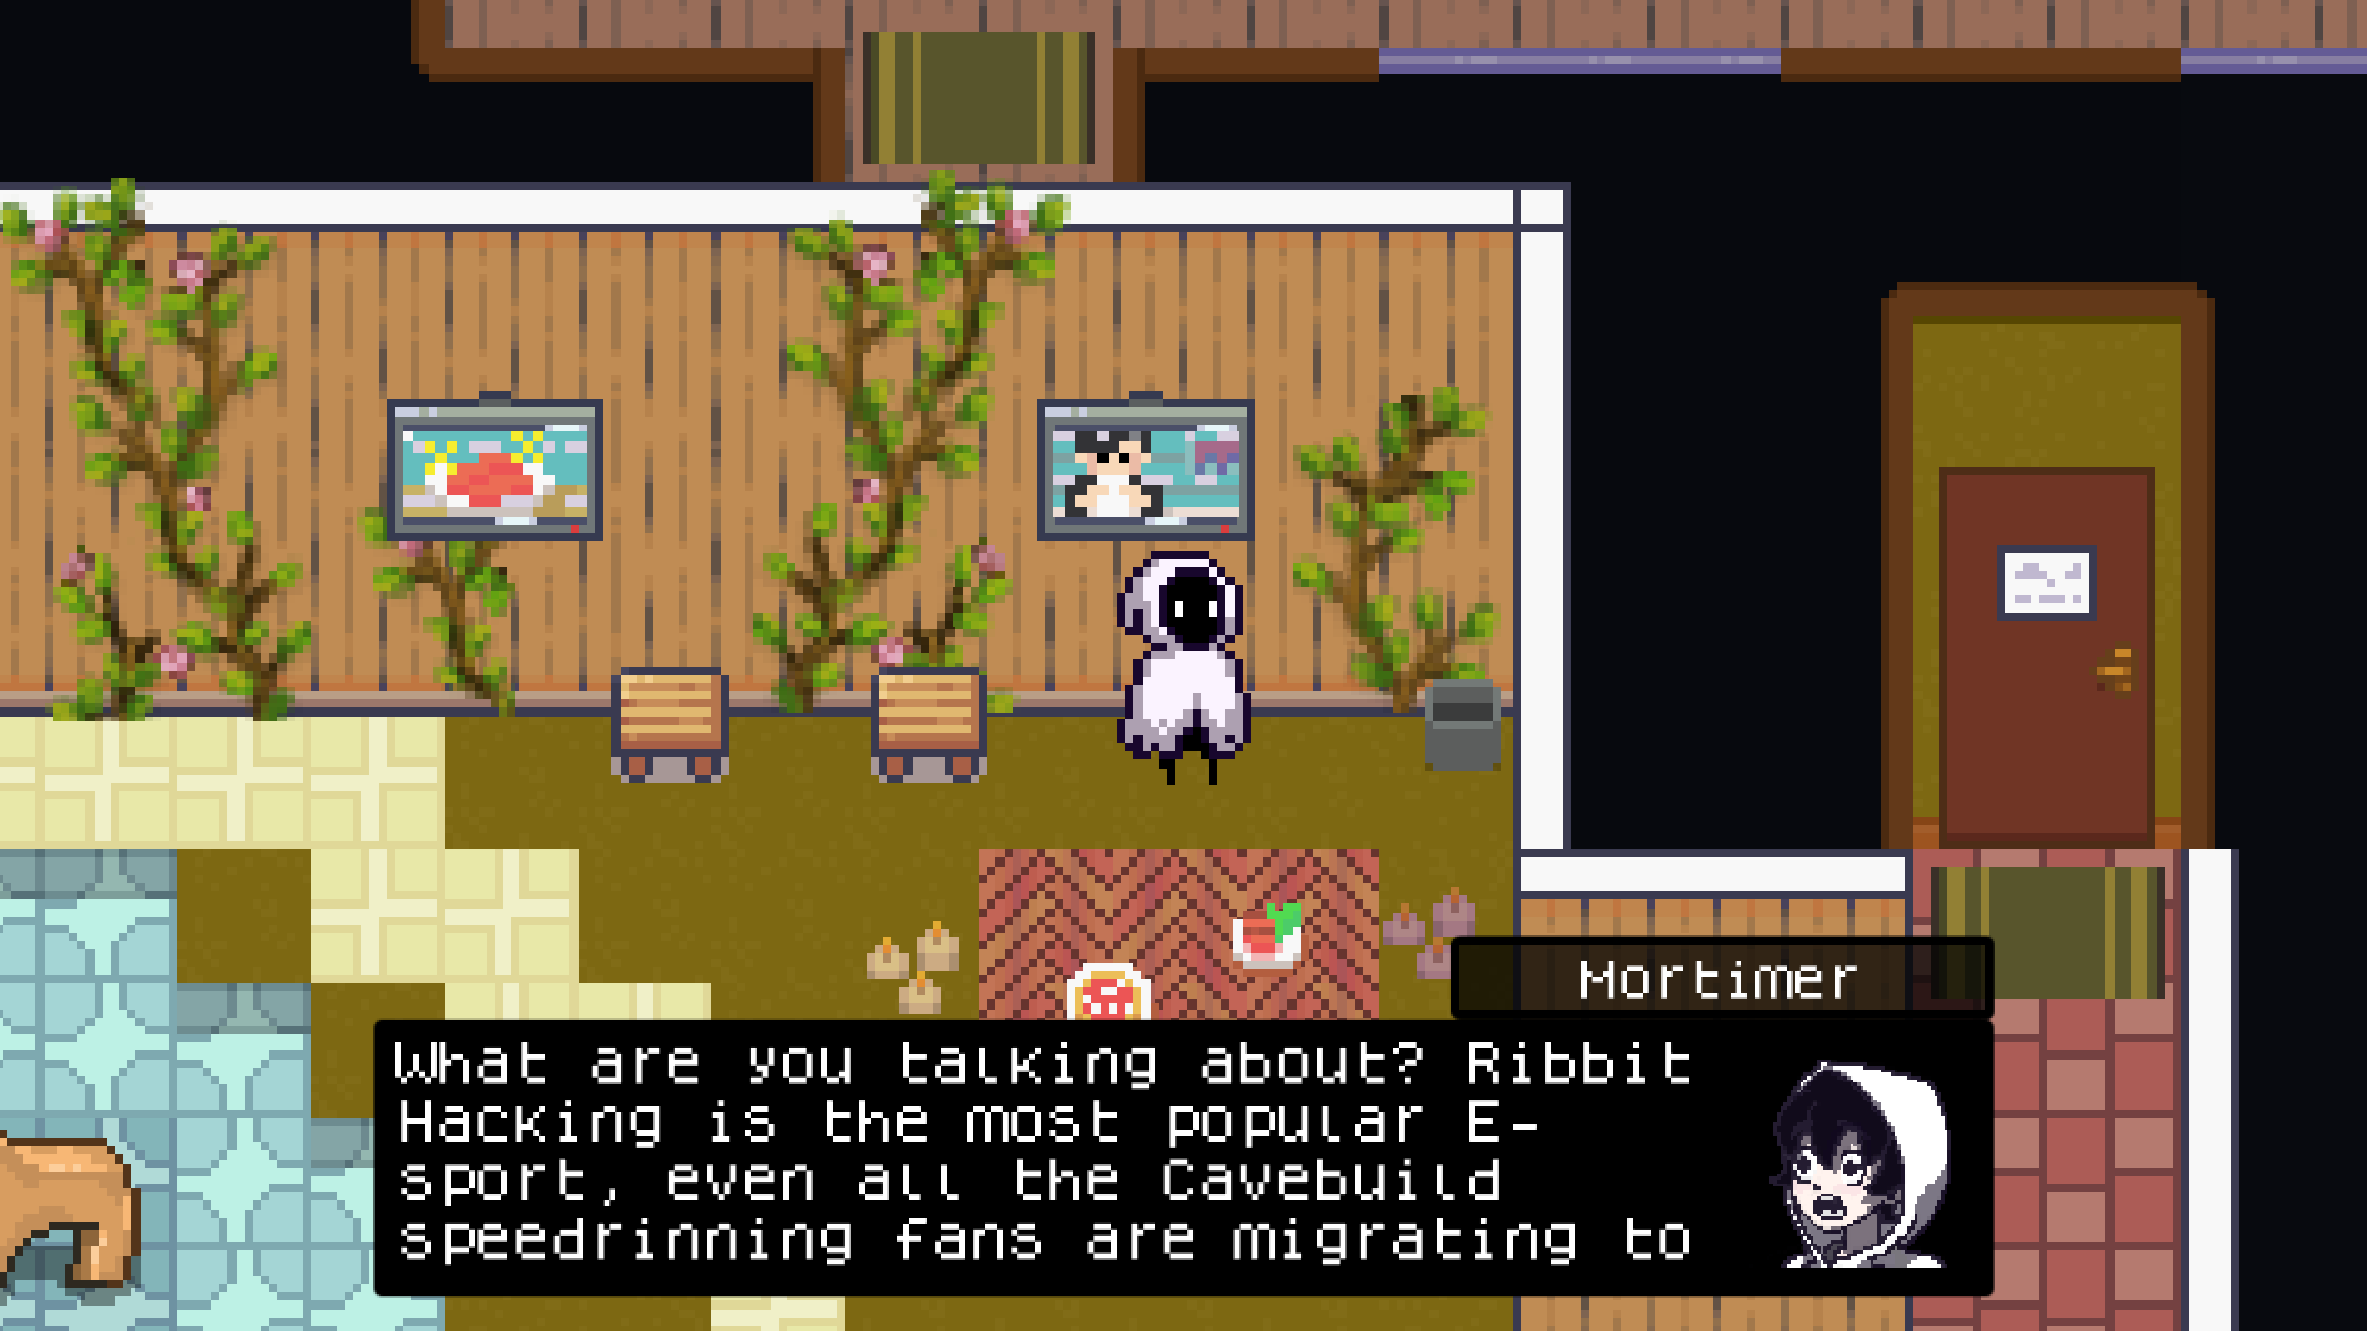 Mortimer
What are you talking about? Ribbit
Hacking is the most popular E-
sport, even all the Cavebuild
speedrinning fans are migrating to